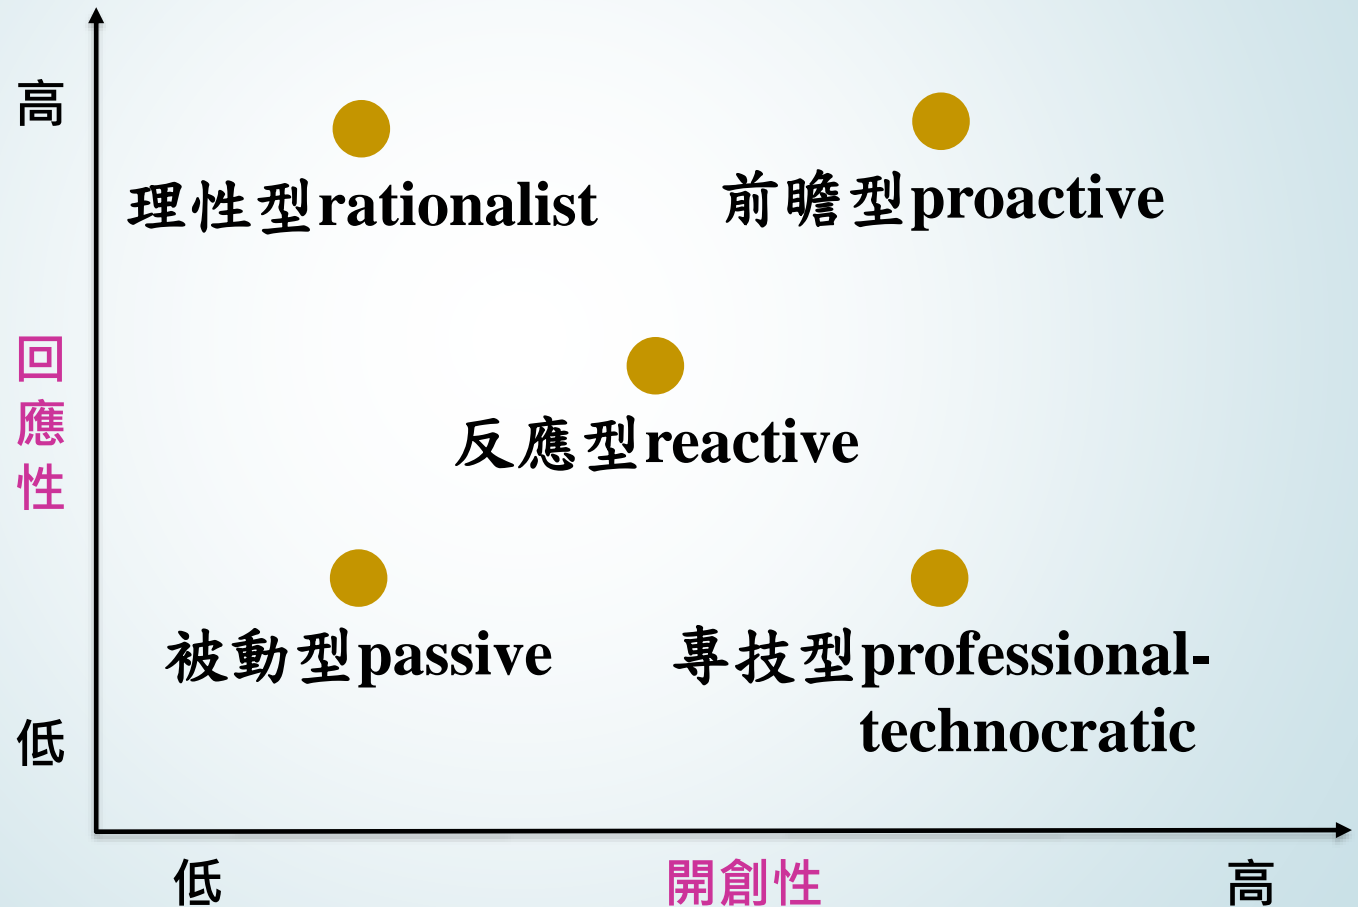 高
理性型rationalist
前瞻型proactive
回應性
反應型reactive
被動型passive
專技型professional-
technocratic
低
低
開創性
高